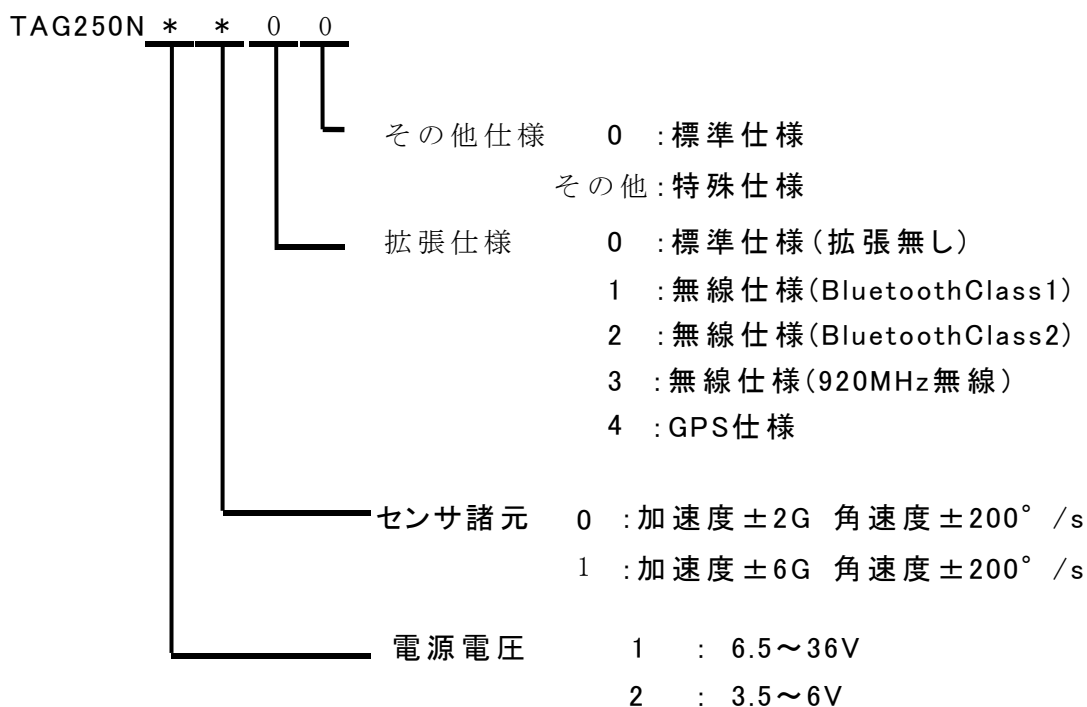 TAG250N * * 0 0
その他仕様 0 :標準仕様
その他:特殊仕様
拡張仕様 0 :標準仕様(拡張無し)
1 :無線仕様(BluetoothClass1)
2 :無線仕様(BluetoothClass2)
3 :無線仕様(920MHz無線)
4 :GPS仕様
センサ諸元 0 :加速度±2G 角速度±200°/s
1 :加速度±6G 角速度±200°/s
電源電圧 1 : 6.5~36V
2 : 3.5~6V